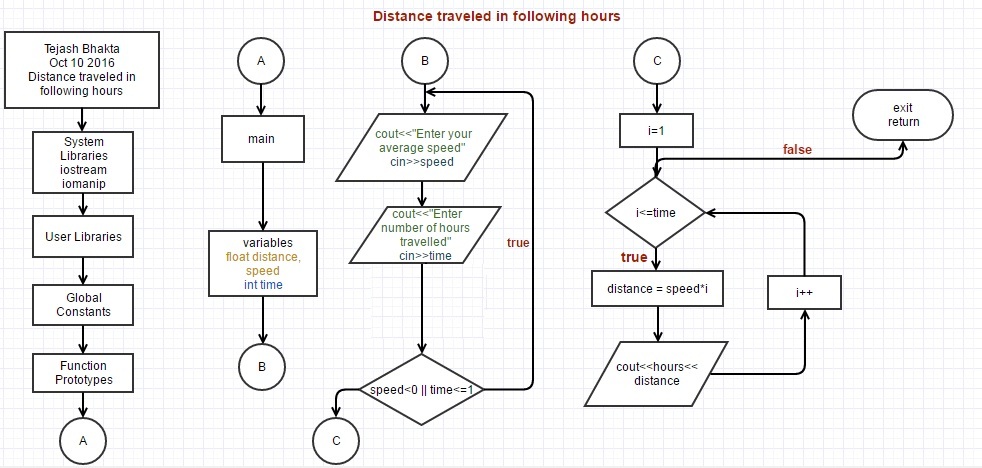 Distance traveled in following hours
Tejash Bhakta
Oct 10 2016
Distance traveled in
following hours
System
Libraries
iostream
iomanip
User Libraries
Global
Constants
Function
Prototypes
A
A
main
variables
float distance,
speed
int time
B
B
cout<<"Enter your
average speed"
cin>>speed
cout<<"Enter
number of hours
travelled"
cin>>time
true
speed<0 || time<=1
C
C
i=1
exit
return
false
i<=time
true
distance = speed*i
i++
cout<<hours<<
distance